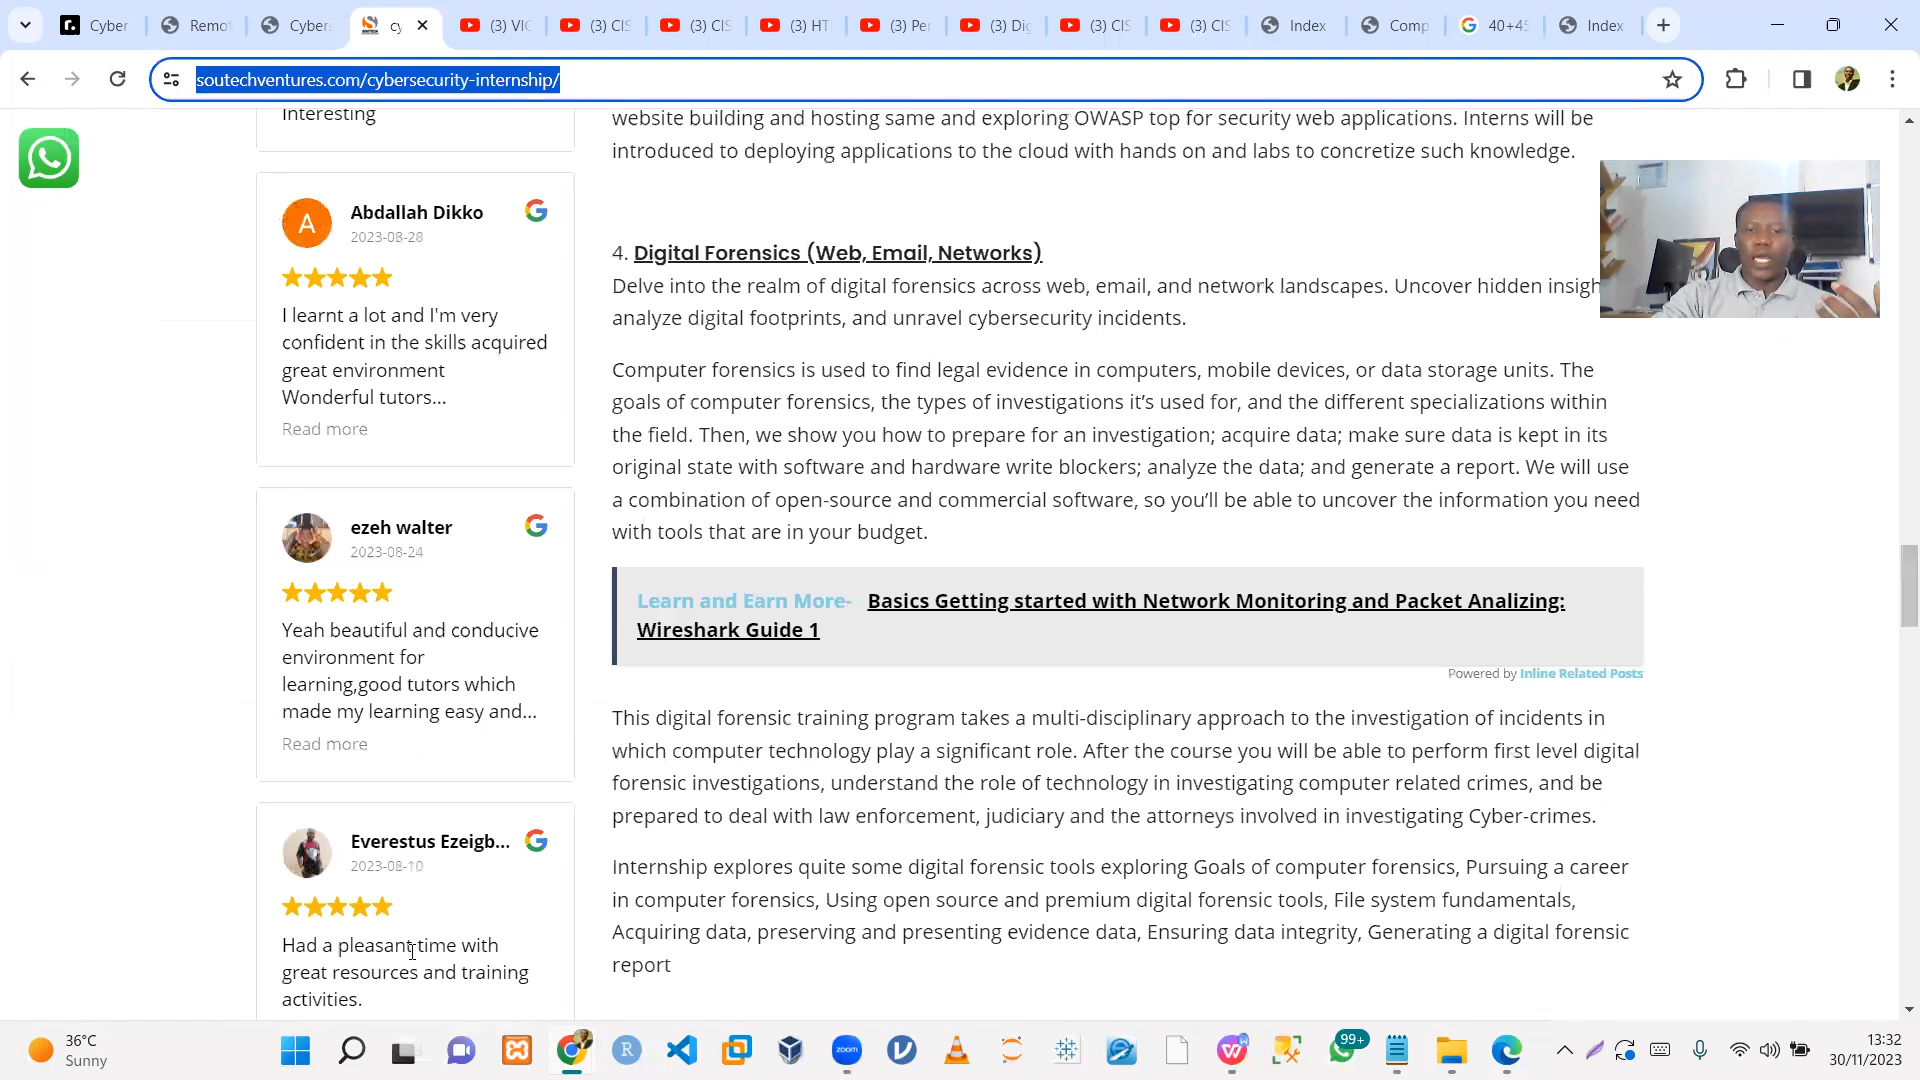 Cyber
Remo
Cyber
cy
(3) VIC
(3) CIS
(3) CIS
(3) HT
(3) Per
(3) Dig
(3) CIS
(3) CIS
Index
Comp
40+45
Index
soutechventures.com/cybersecurity-internship/
Interesting
Abdallah Dikko
2023-08-28
I learnt a lot and I'm very
confident in the skills acquired
great environment
Wonderful tutors...
Read more
ezeh walter
2023-08-24
Yeah beautiful and conducive
environment for
learning,good tutors which
made my learning easy and...
Read more
Everestus Ezeigb...
2023-08-10
Had a pleasant time with
great resources and training
activities.
website building and hosting same and exploring OWASP top for security web applications. Interns will be
introduced to deploying applications to the cloud with hands on and labs to concretize such knowledge.
4. Digital Forensics (Web, Email, Networks)
Delve into the realm of digital forensics across web, email, and network landscapes. Uncover hidden insigh
analyze digital footprints, and unravel cybersecurity incidents.
Computer forensics is used to find legal evidence in computers, mobile devices, or data storage units. The
goals of computer forensics, the types of investigations it’s used for, and the different specializations within
the field. Then, we show you how to prepare for an investigation; acquire data; make sure data is kept in its
original state with software and hardware write blockers; analyze the data; and generate a report. We will use
a combination of open-source and commercial software, so you’ll be able to uncover the information you need
with tools that are in your budget.
Learn and Earn More- Basics Getting started with Network Monitoring and Packet Analizing:
Wireshark Guide 1
Powered by Inline Related Posts
This digital forensic training program takes a multi-disciplinary approach to the investigation of incidents in
which computer technology play a significant role. After the course you will be able to perform first level digital
forensic investigations, understand the role of technology in investigating computer related crimes, and be
prepared to deal with law enforcement, judiciary and the attorneys involved in investigating Cyber-crimes.
Internship explores quite some digital forensic tools exploring Goals of computer forensics, Pursuing a career
in computer forensics, Using open source and premium digital forensic tools, File system fundamentals,
Acquiring data, preserving and presenting evidence data, Ensuring data integrity, Generating a digital forensic
report
36°C
Sunny
zoom
99+
13:32
30/11/2023